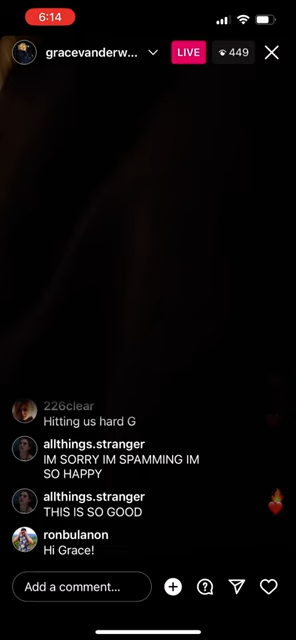 6:14
gracevanderw...
LIVE
449
226clear
Hitting us hard G
allthings.stranger
IM SORRY IM SPAMMING IM
SO HAPPY
allthings.stranger
THIS IS SO GOOD
ronbulanon
Hi Grace!
Add a comment...